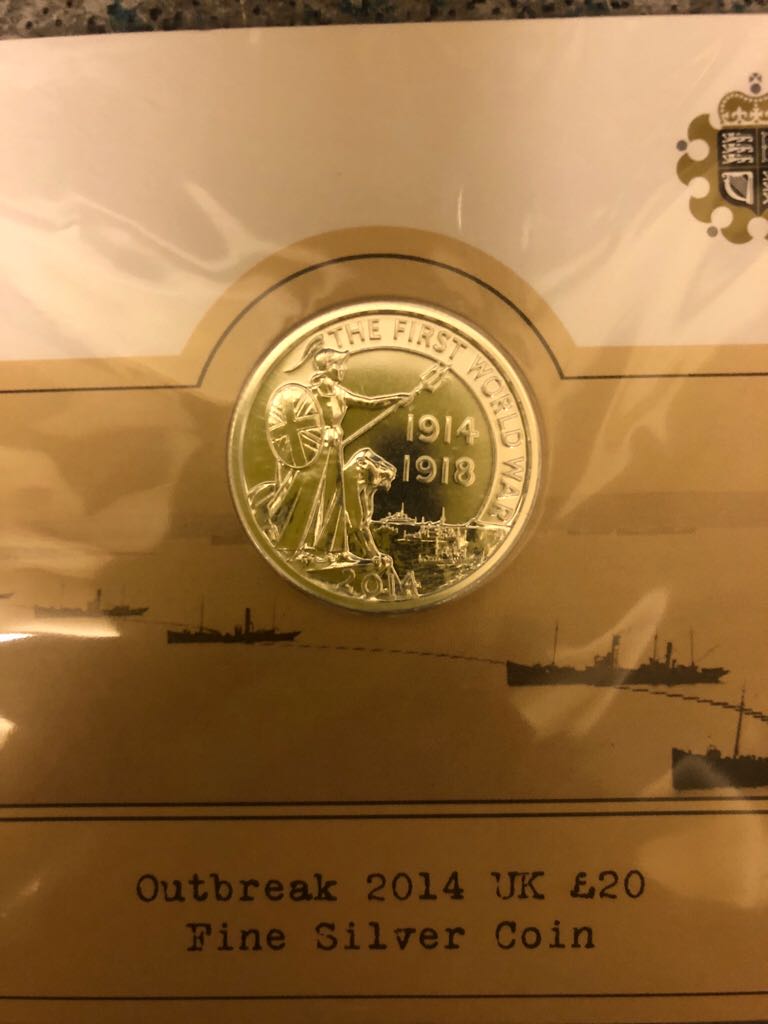 THE FIRST WORLD WAR
1914
1918
2014
Outbreak 2014 UK £20
Fine Silver Coin